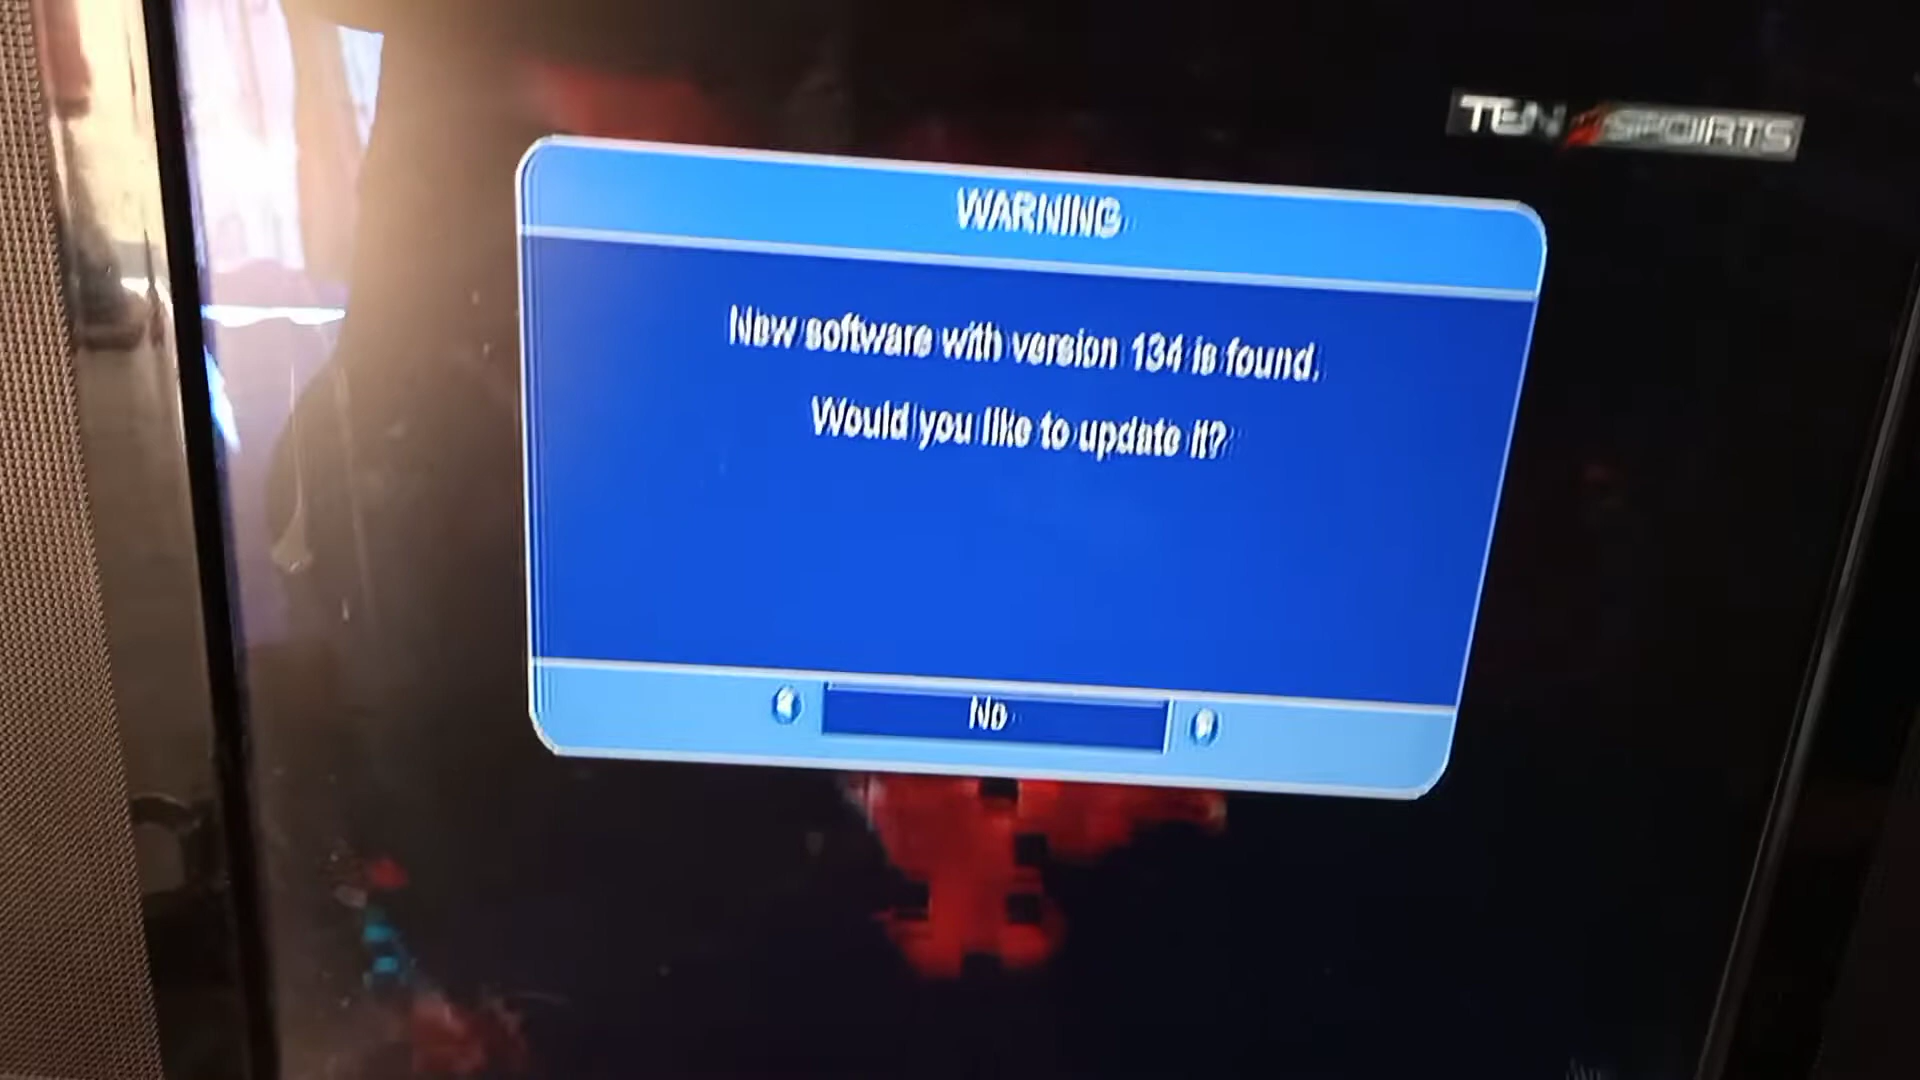 TEN SPORTS
WARNING
New software with version 134 is found.
Would you like to update it?
No